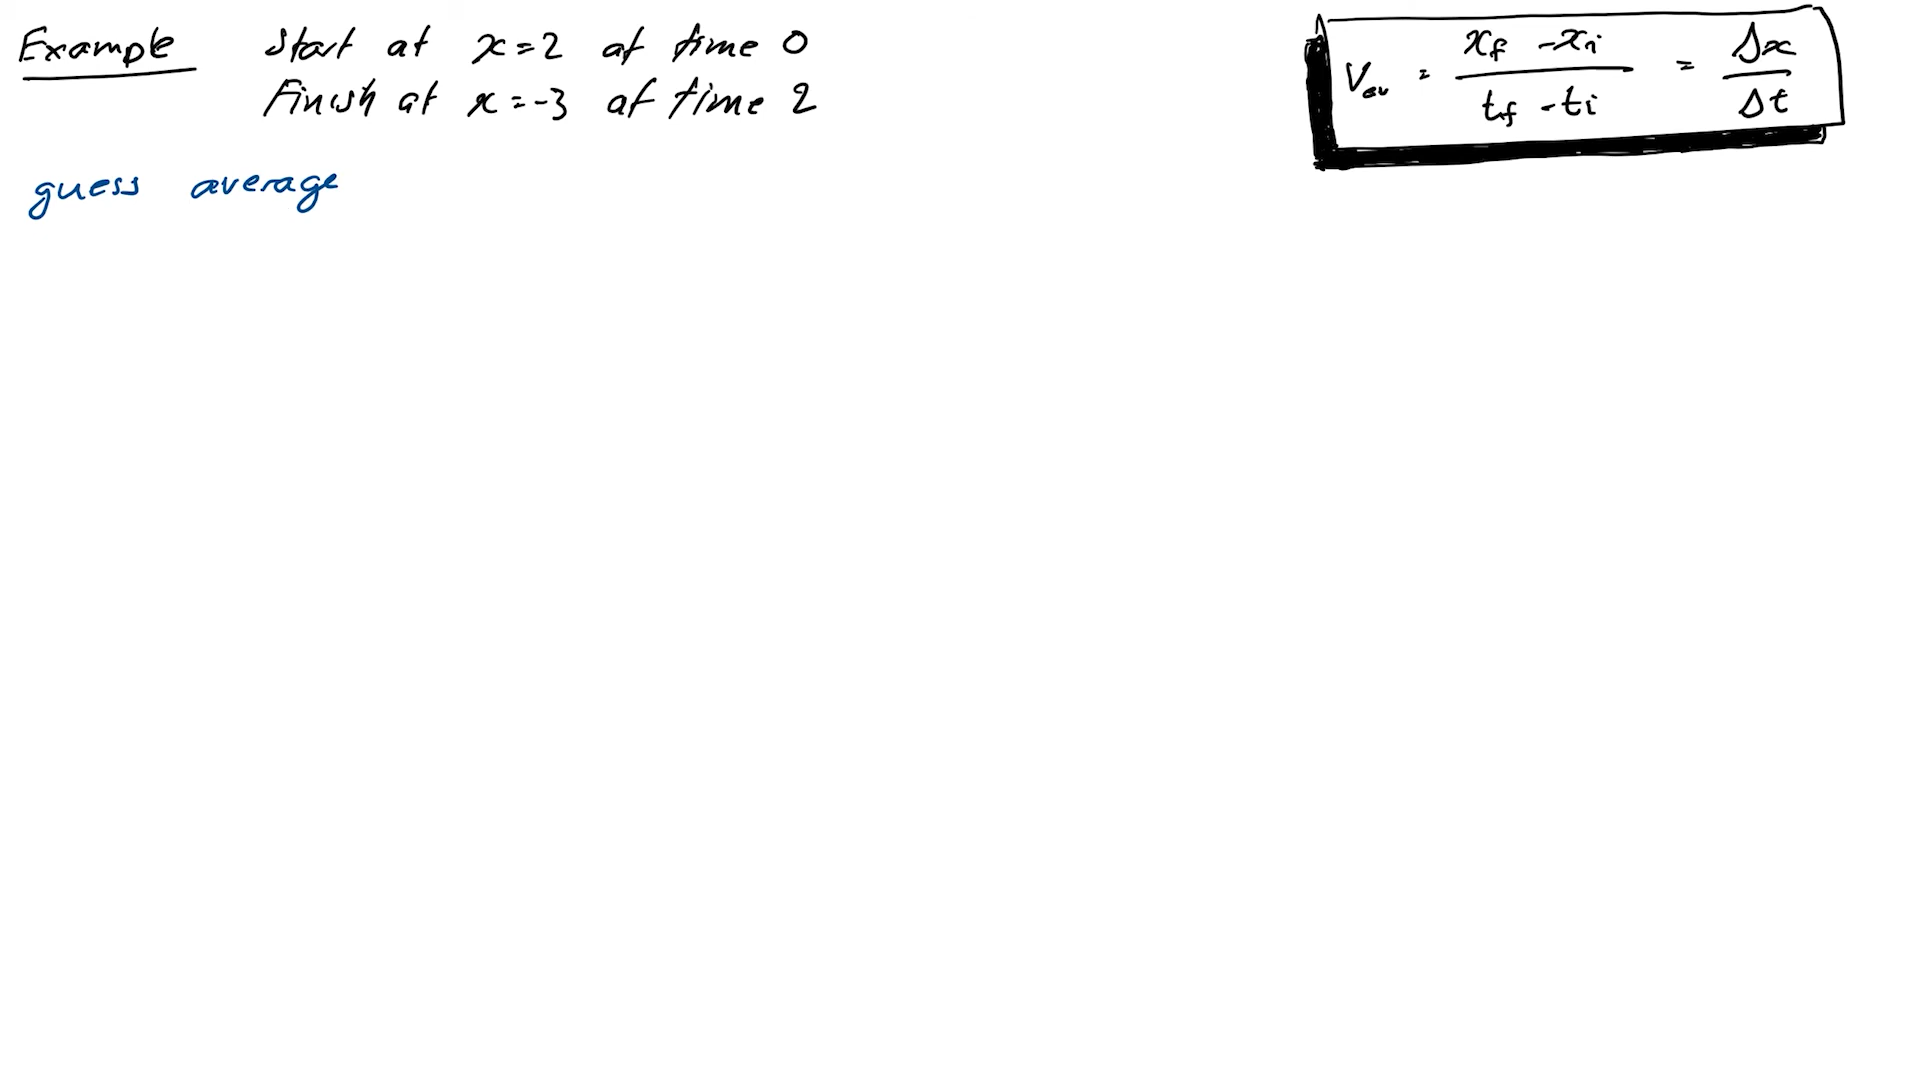 Example Start at x=2 at time 0
Finish at x=-3 at time 2
guess average
Vav = (xf - xi) / (tf - ti) = Δx / Δt